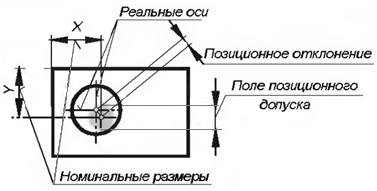 X
Реальные оси
Позиционное отклонение
Y
Поле позиционного
допуска
Номинальные размеры